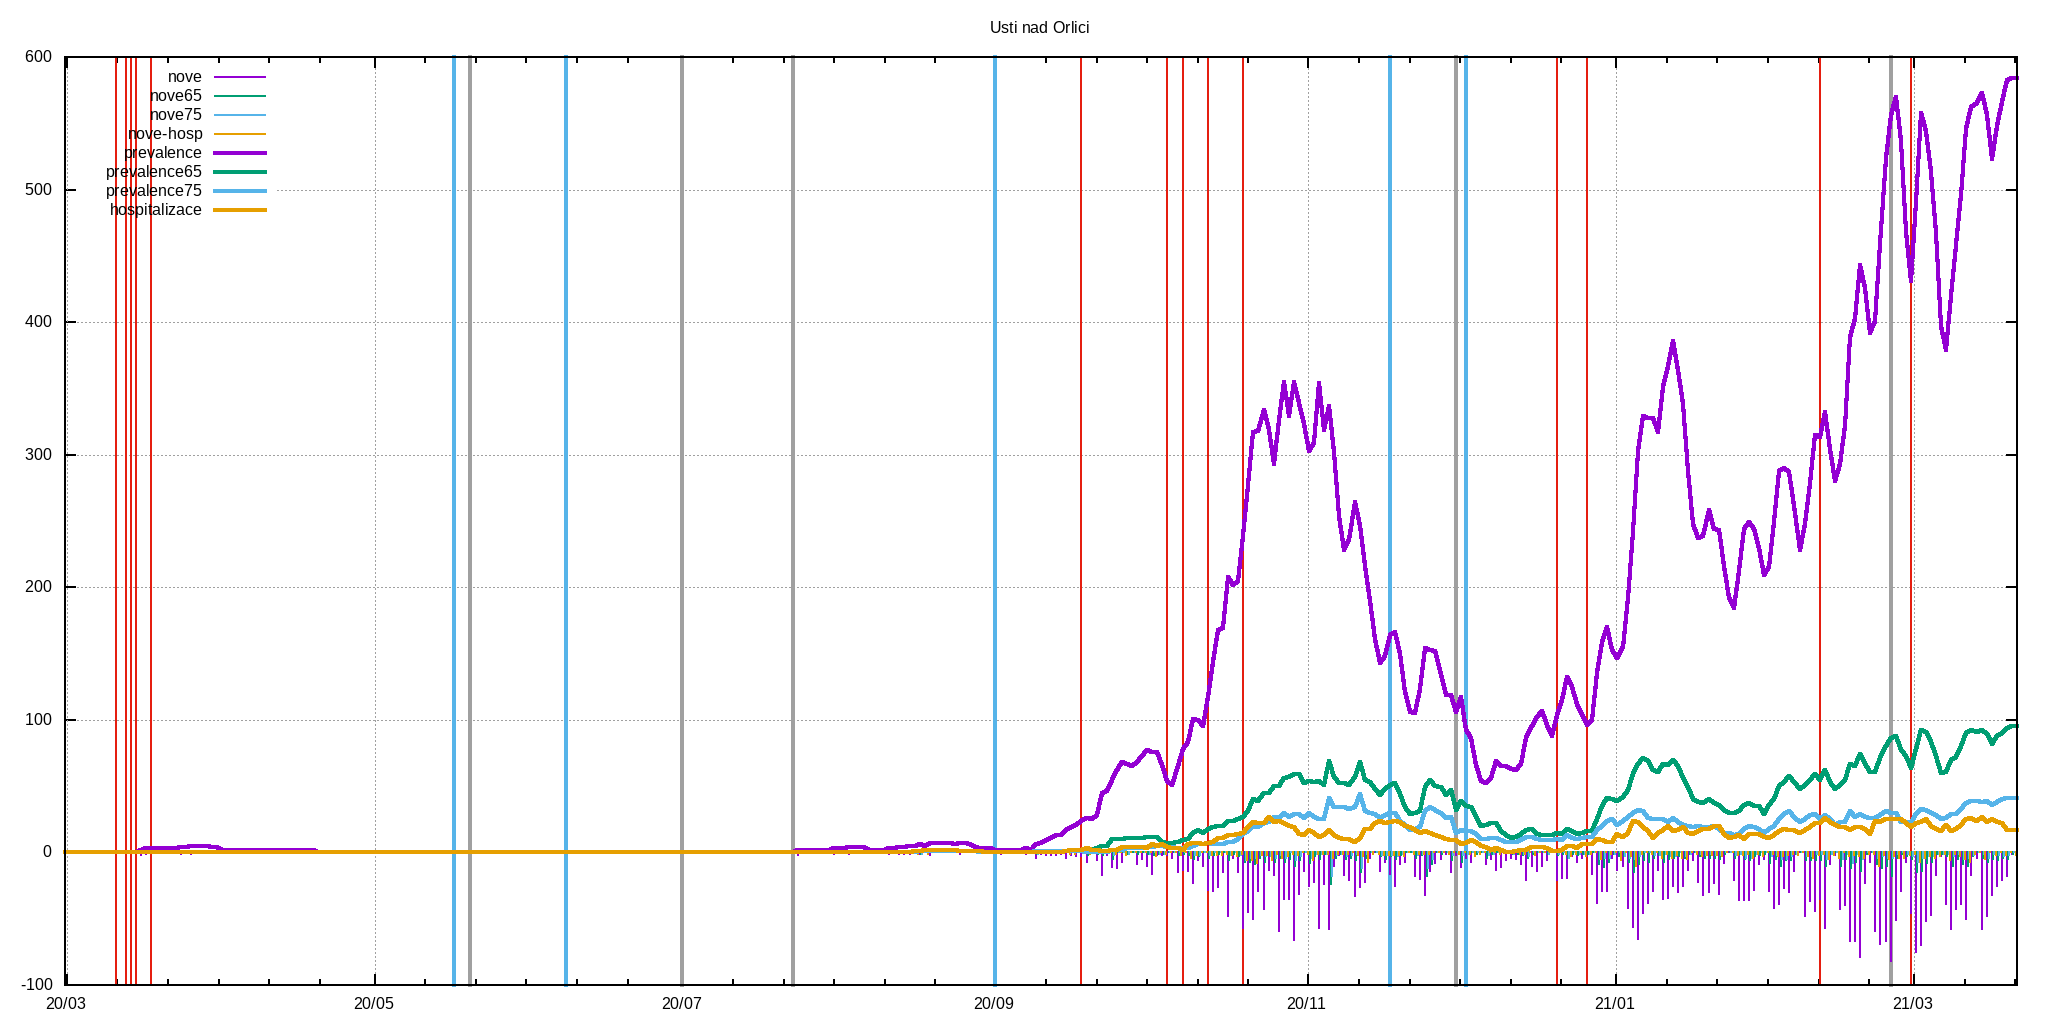 Usti nad Orlici
600
500
400
300
200
100
0
-100
nove
nove65
nove75
nove-hosp
prevalence
prevalence65
prevalence75
hospitalizace
20/03 20/05 20/07 20/09 20/11 21/01 21/03